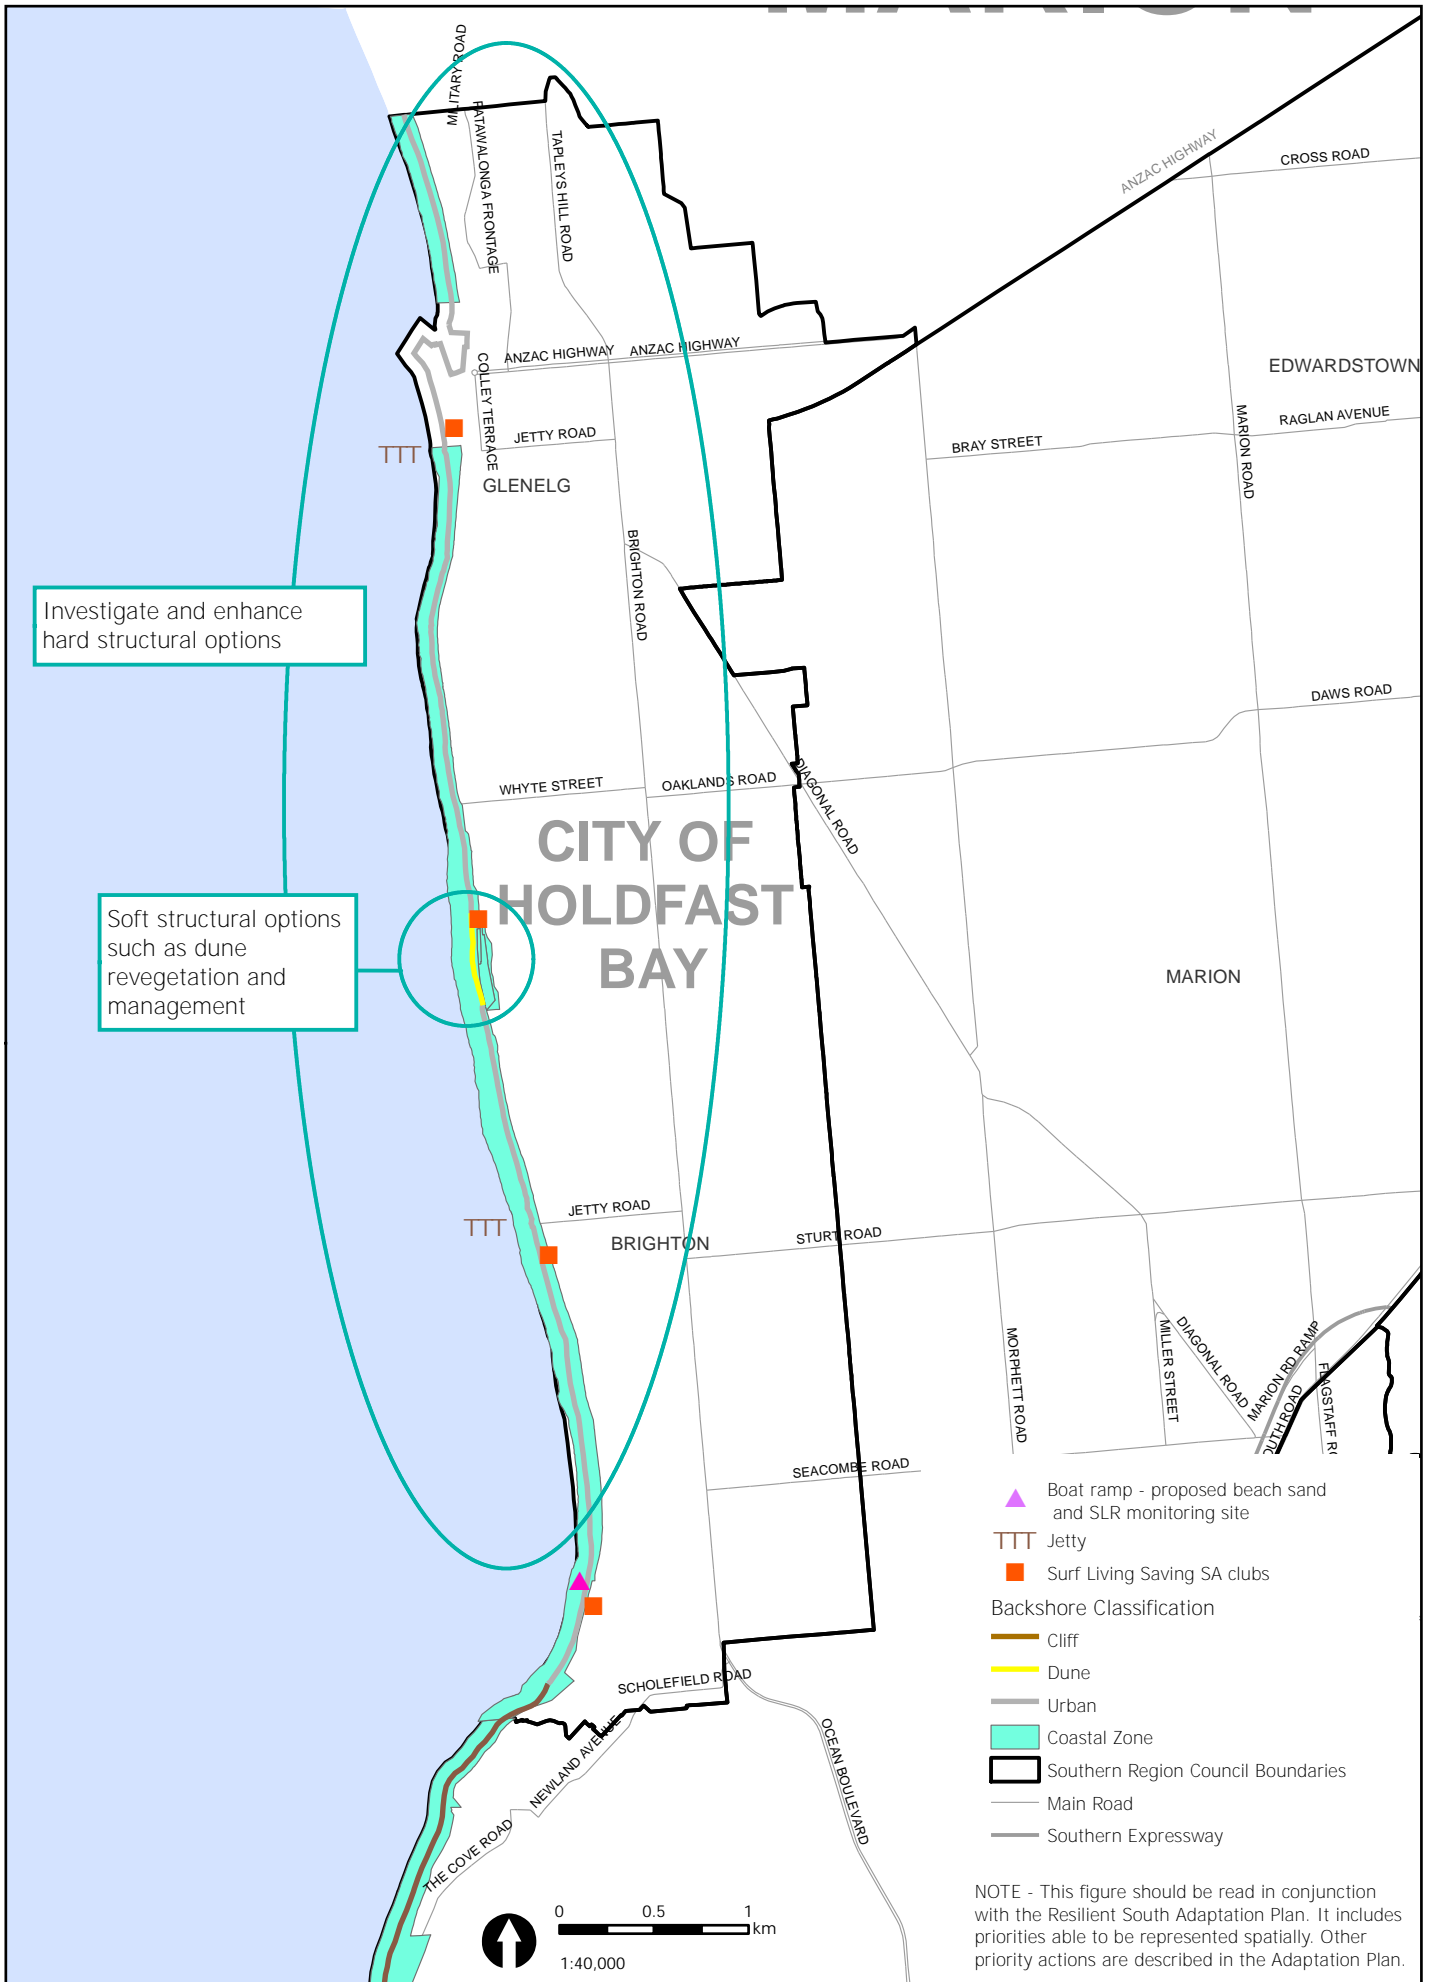 MARION
MILITARY ROAD
PATAWALONGA FRONTAGE
TAPLEYS HILL ROAD
ANZAC HIGHWAY
CROSS ROAD
ANZAC HIGHWAY
ANZAC HIGHWAY
COLLEY TERRACE
EDWARDSTOWN
JETTY ROAD
RAGLAN AVENUE
BRAY STREET
MARION ROAD
GLENELG
BRIGHTON ROAD
Investigate and enhance
hard structural options
DAWS ROAD
WHYTE STREET
OAKLANDS ROAD
DIAGONAL ROAD
CITY OF
HOLDFAST
BAY
Soft structural options
such as dune
revegetation and
management
MARION
JETTY ROAD
BRIGHTON
STURT ROAD
MORPHETT ROAD
MILLER STREET
DIAGONAL ROAD
MARION RD RAMP
OUTH ROAD
FLAGSTAFF RO
SEACOMBE ROAD
SCHOLEFIELD ROAD
NEWLAND AVENUE
OCEAN BOULEVARD
THE COVE ROAD
Boat ramp - proposed beach sand
and SLR monitoring site
Jetty
Surf Living Saving SA clubs
Backshore Classification
Cliff
Dune
Urban
Coastal Zone
Southern Region Council Boundaries
Main Road
Southern Expressway
0 0.5 1
km
1:40,000
NOTE - This figure should be read in conjunction
with the Resilient South Adaptation Plan. It includes
priorities able to be represented spatially. Other
priority actions are described in the Adaptation Plan.